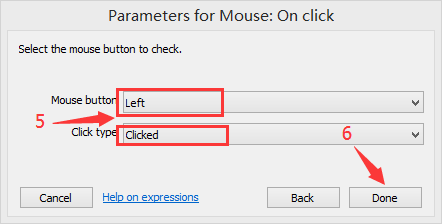 Parameters for Mouse: On click
Select the mouse button to check.
Mouse button Left
5
Click type Clicked
6
Cancel Help on expressions Back Done